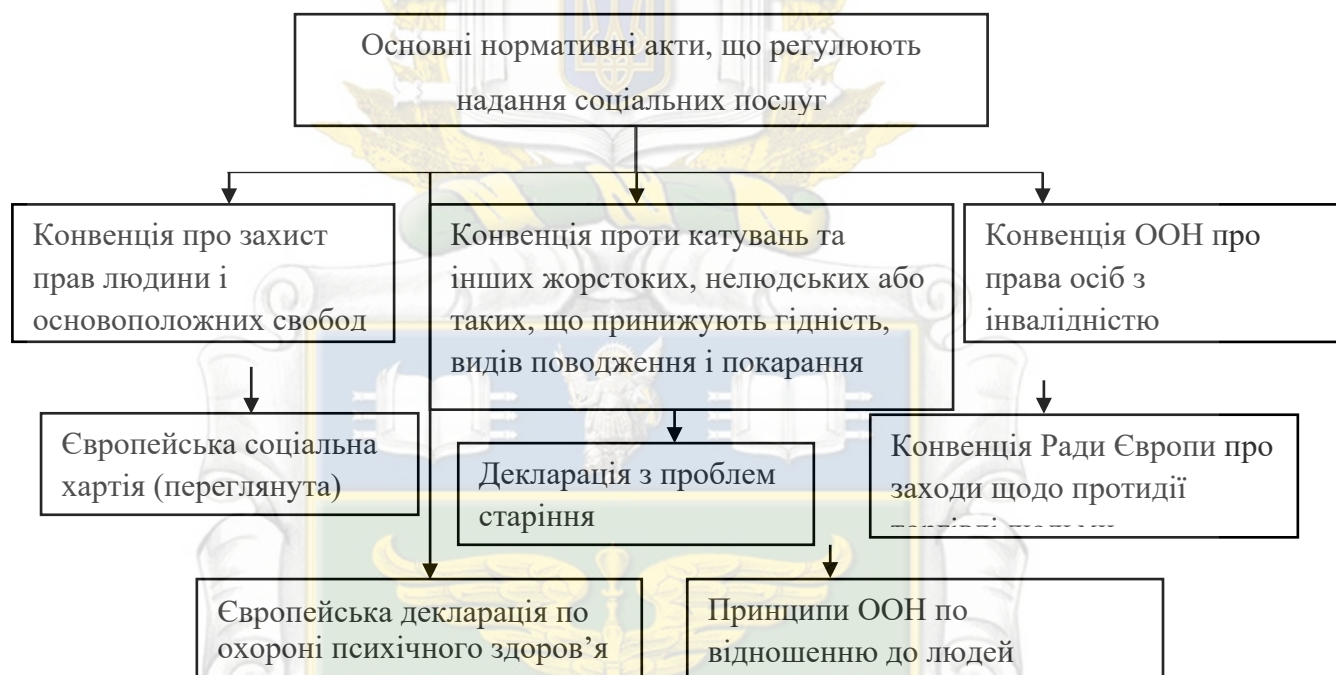 Основні нормативні акти, що регулюють
надання соціальних послуг
Конвенція про захист
прав людини і
основоположних свобод
Конвенція проти катувань та
інших жорстоких, нелюдських або
таких, що принижують гідність,
видів поводження і покарання
Конвенція ООН про
права осіб з
інвалідністю
Європейська соціальна
хартія (переглянута)
Декларація з проблем
старіння
Конвенція Ради Європи про
заходи щодо протидії
Європейська декларація по
охороні психічного здоров’я
Принципи ООН по
відношенню до людей